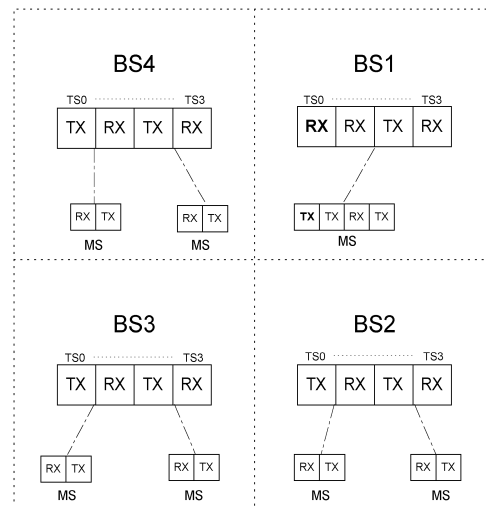 BS4
TS0 TS3
TX RX TX RX
RX TX
MS
RX TX
MS
BS1
TS0 TS3
RX RX TX RX
TX TX RX TX
MS
BS3
TS0 TS3
TX RX TX RX
RX TX
MS
RX TX
MS
BS2
TS0 TS3
TX RX TX RX
RX TX
MS
RX TX
MS